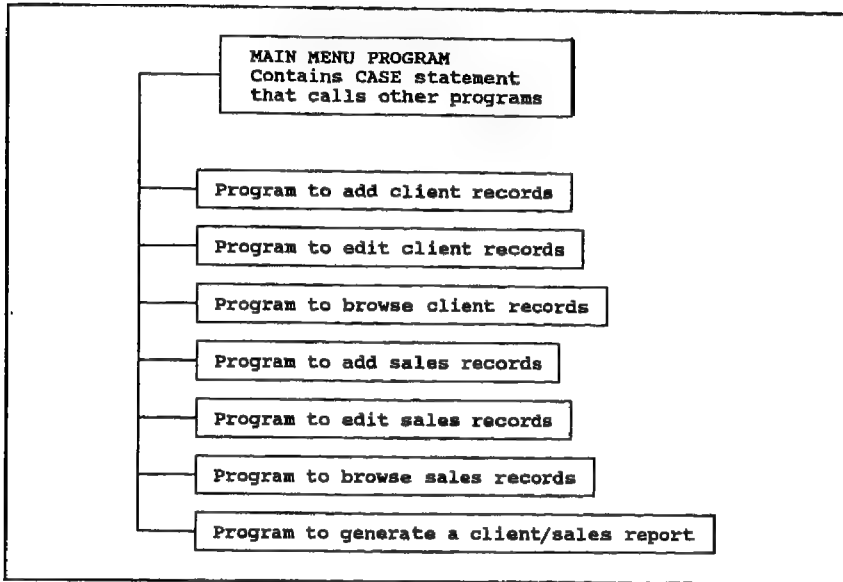 MAIN MENU PROGRAM
Contains CASE statement
that calls other programs
Program to add client records
Program to edit client records
Program to browse client records
Program to add sales records
Program to edit sales records
Program to browse sales records
Program to generate a client/sales report